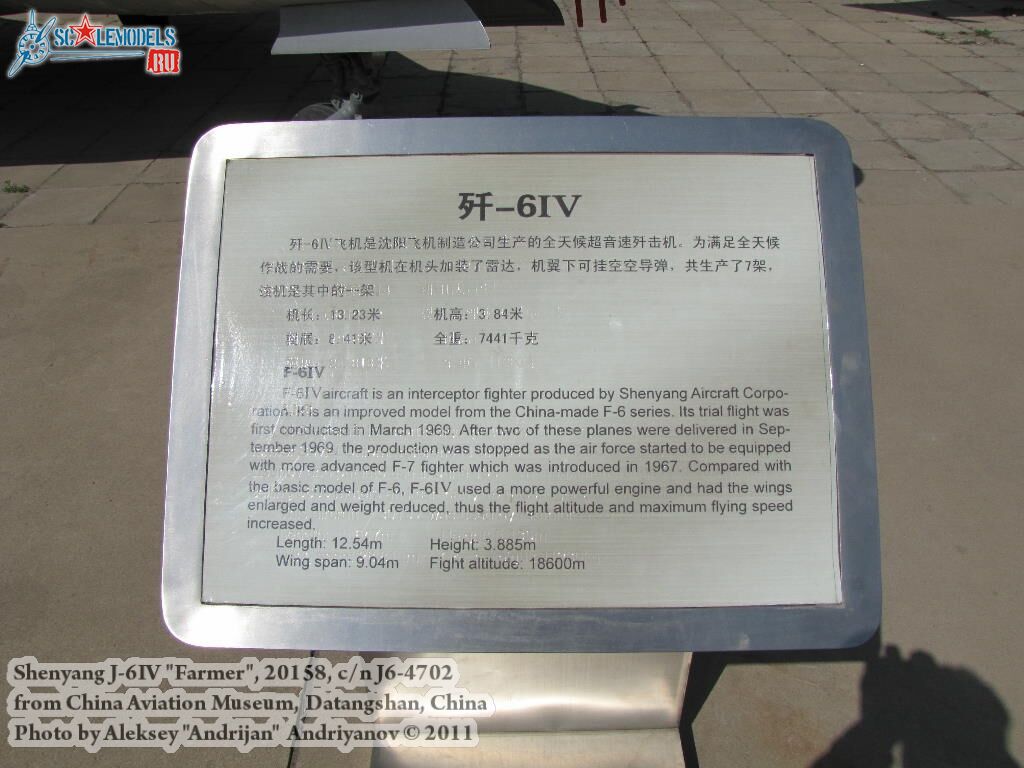 SCALEMODELS
RU
歼-6IV
歼-6IV飞机是沈阳飞机制造公司生产的全天候超音速歼击机。为满足全天候
作战的需要，该型机在机头加装了雷达，机翼下可挂空空导弹，共生产了7架，
该机是其中的一架
机长：13.23米 机高：3.84米
全重：7441千克
F-6IV
F-6IV aircraft is an interceptor fighter produced by Shenyang Aircraft Corpo-
ration. It is an improved model from the China-made F-6 series. Its trial flight was
first conducted in March 1969. After two of these planes were delivered in Sep-
tember 1969, the production was stopped as the air force started to be equipped
with more advanced F-7 fighter which was introduced in 1967. Compared with
the basic model of F-6, F-6IV used a more powerful engine and had the wings
enlarged and weight reduced, thus the flight altitude and maximum flying speed
increased.
Length: 12.54m Height: 3.885m
Wing span: 9.04m Fight altitude: 18600m
Shenyang J-6IV "Farmer", 20158, c/n J6-4702
from China Aviation Museum, Datangshan, China
Photo by Aleksey "Andrijan" Andriyanov © 2011